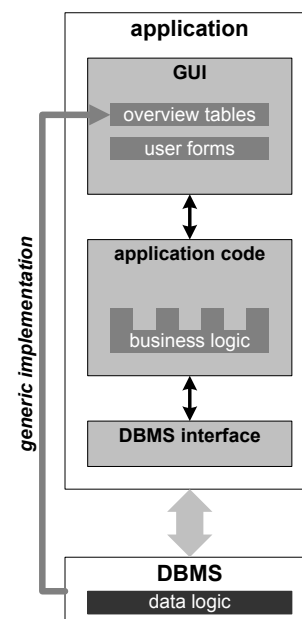 application
GUI
overview tables
user forms
application code
business logic
DBMS interface
generic implementation
DBMS
data logic